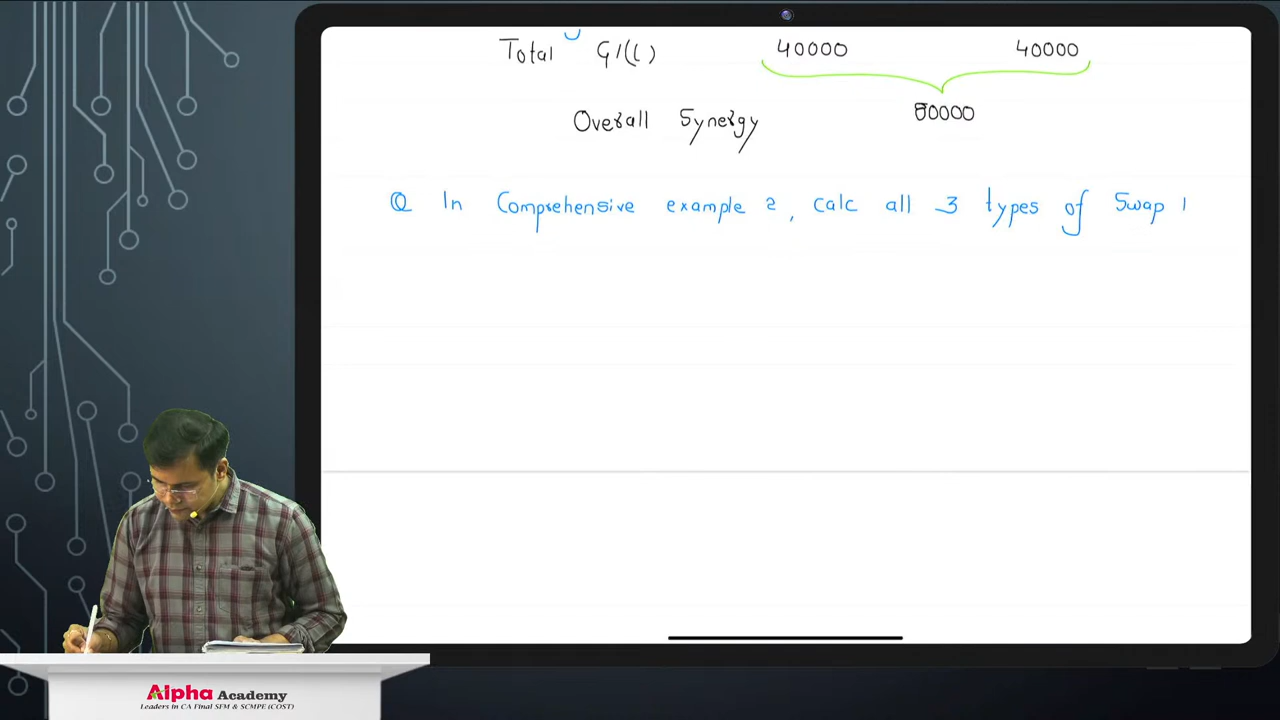 Total G/(L) 40000 40000
Overall Synergy 80000
Q In Comprehensive example 2, calc all 3 types of Swap
Alpha Academy
Leaders in CA Final SFM & SCMPE (COST)